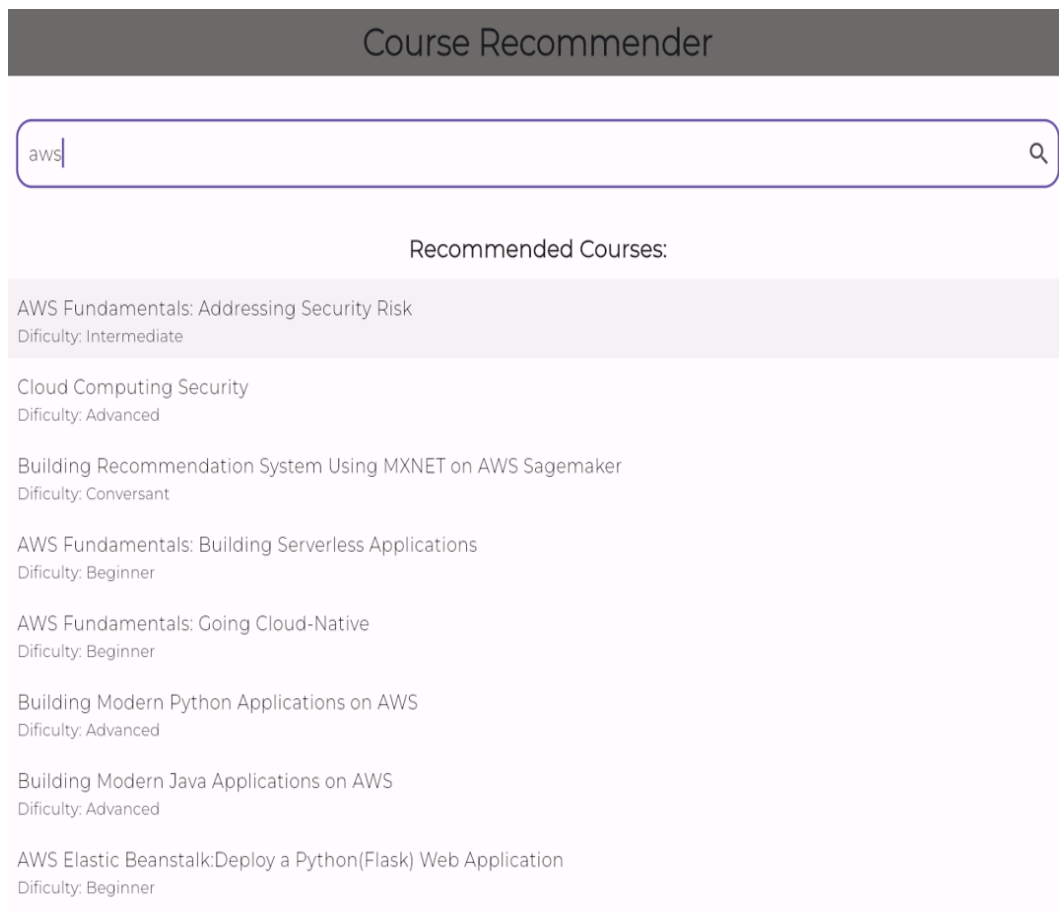 Course Recommender
aws
Recommended Courses:
AWS Fundamentals: Addressing Security Risk
Dificulty: Intermediate
Cloud Computing Security
Dificulty: Advanced
Building Recommendation System Using MXNET on AWS Sagemaker
Dificulty: Conversant
AWS Fundamentals: Building Serverless Applications
Dificulty: Beginner
AWS Fundamentals: Going Cloud-Native
Dificulty: Beginner
Building Modern Python Applications on AWS
Dificulty: Advanced
Building Modern Java Applications on AWS
Dificulty: Advanced
AWS Elastic Beanstalk:Deploy a Python(Flask) Web Application
Dificulty: Beginner